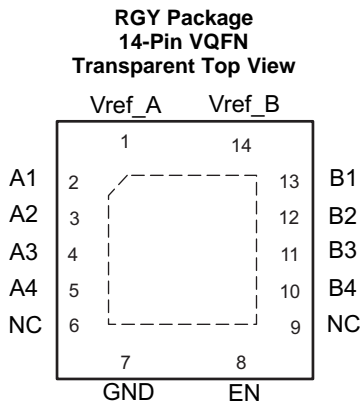 RGY Package
14-Pin VQFN
Transparent Top View
Vref_A Vref_B
1 14
A1 2 13 B1
A2 3 12 B2
A3 4 11 B3
A4 5 10 B4
NC 6 9 NC
7 8
GND EN